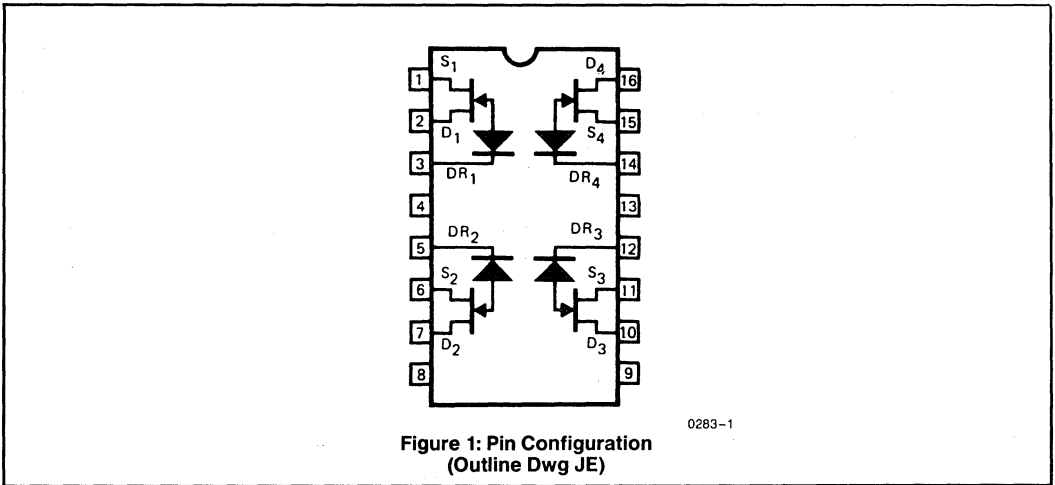 S1 D4
1 16
2 15
D1 S4
3 14
DR1 DR4
4 13
DR2 DR3
5 12
S2 S3
6 11
7 10
D2 D3
8 9
0283-1
Figure 1: Pin Configuration
(Outline Dwg JE)